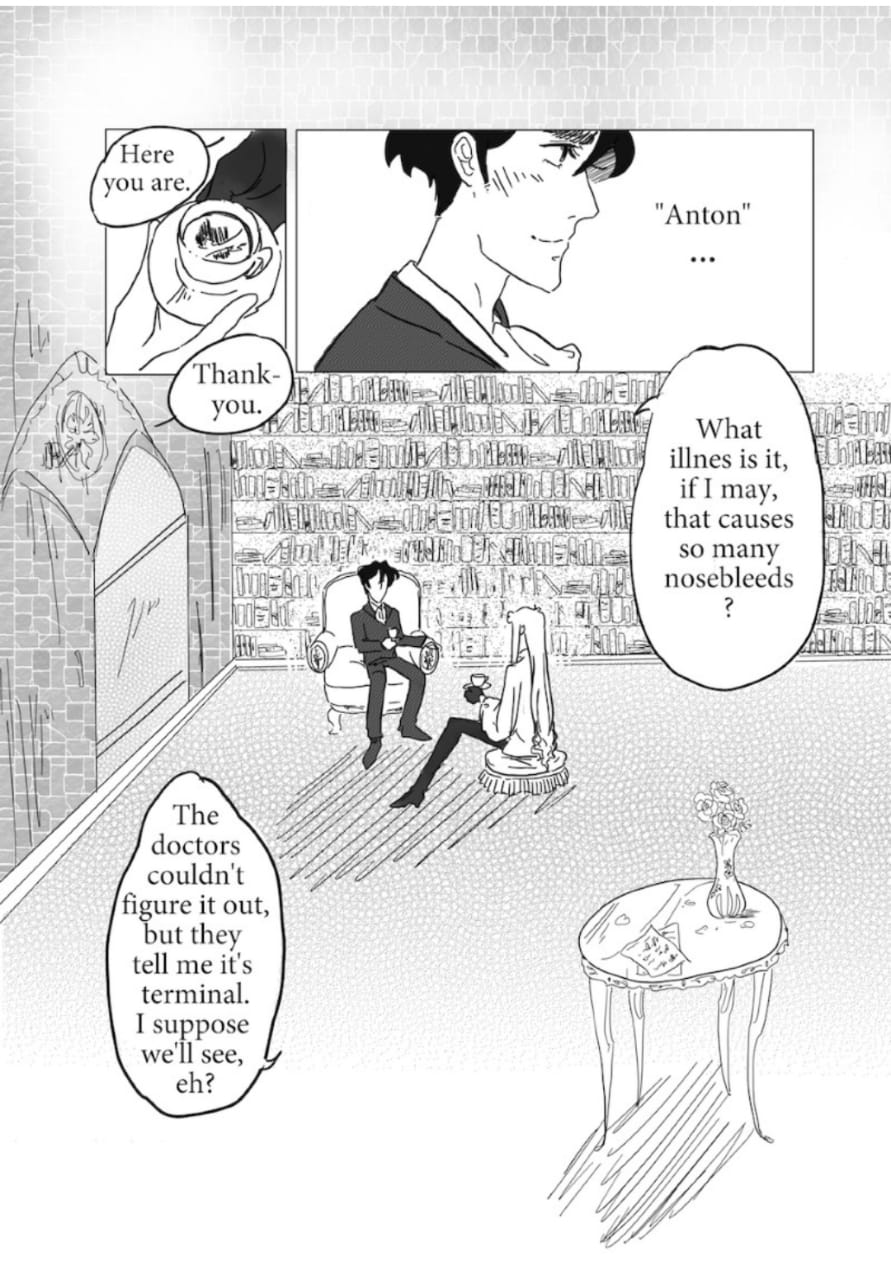 Here
you are.
"Anton"
...
Thank-
you.
What
illnes is it,
if I may,
that causes
so many
nosebleeds
?
The
doctors
couldn't
figure it out,
but they
tell me it's
terminal.
I suppose
we'll see,
eh?